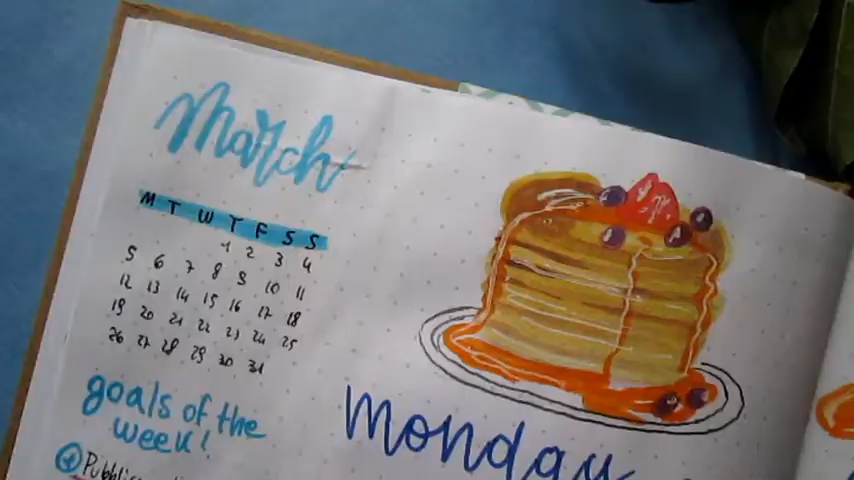 March
M T W T F S S
1 2 3 4
5 6 7 8 9 10 11
12 13 14 15 16 17 18
19 20 21 22 23 24 25
26 27 28 29 30 31
goals of the
week!
Monday